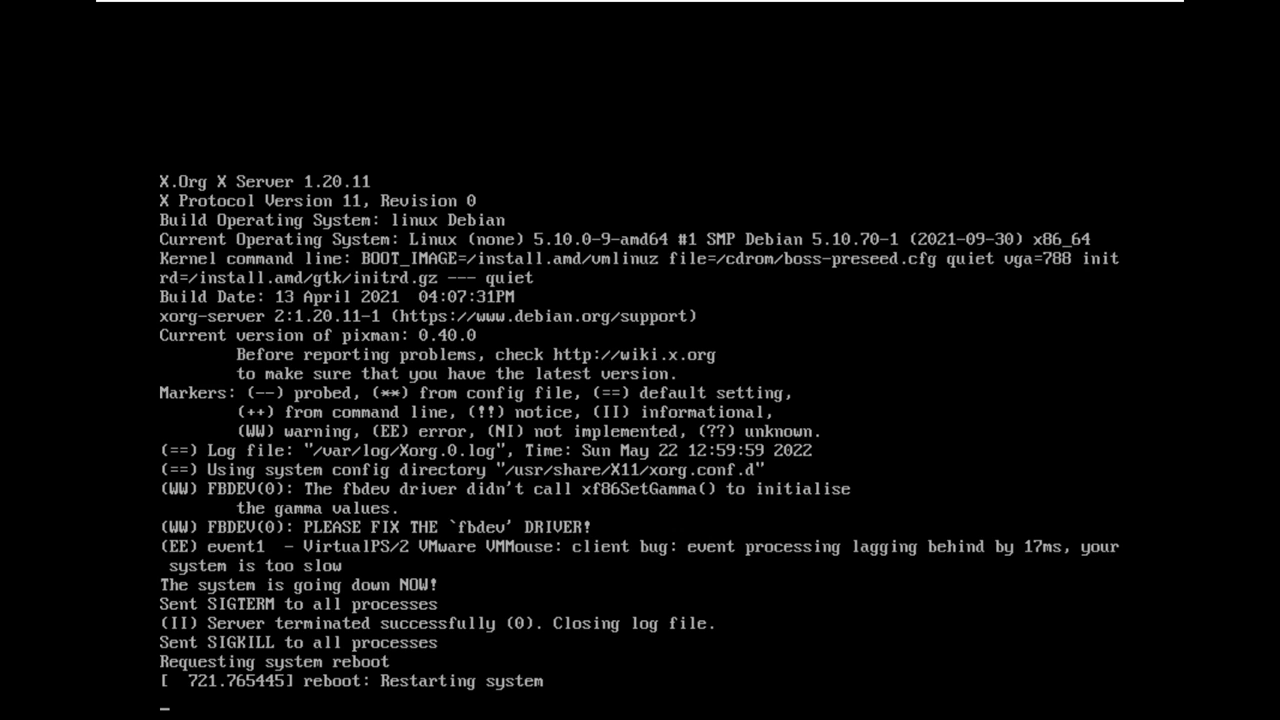 X.Org X Server 1.20.11
X Protocol Version 11, Revision 0
Build Operating System: linux Debian
Current Operating System: Linux (none) 5.10.0-9-amd64 #1 SMP Debian 5.10.70-1 (2021-09-30) x86_64
Kernel command line: BOOT_IMAGE=/install.amd/vmlinuz file=/cdrom/boss-preseed.cfg quiet vga=788 init
rd=/install.amd/gtk/initrd.gz --- quiet
Build Date: 13 April 2021  04:07:31PM
xorg-server 2:1.20.11-1 (https://www.debian.org/support)
Current version of pixman: 0.40.0
        Before reporting problems, check http://wiki.x.org
        to make sure that you have the latest version.
Markers: (--) probed, (**) from config file, (==) default setting,
        (++) from command line, (!!) notice, (II) informational,
        (WW) warning, (EE) error, (NI) not implemented, (??) unknown.
(==) Log file: "/var/log/Xorg.0.log", Time: Sun May 22 12:59:59 2022
(==) Using system config directory "/usr/share/X11/xorg.conf.d"
(WW) FBDEV(0): The fbdev driver didn't call xf86SetGamma() to initialise
        the gamma values.
(WW) FBDEV(0): PLEASE FIX THE `fbdev' DRIVER!
(EE) event1  - VirtualPS/2 VMware VMMouse: client bug: event processing lagging behind by 17ms, your
 system is too slow
The system is going down NOW!
Sent SIGTERM to all processes
(II) Server terminated successfully (0). Closing log file.
Sent SIGKILL to all processes
Requesting system reboot
[  721.765445] reboot: Restarting system
_